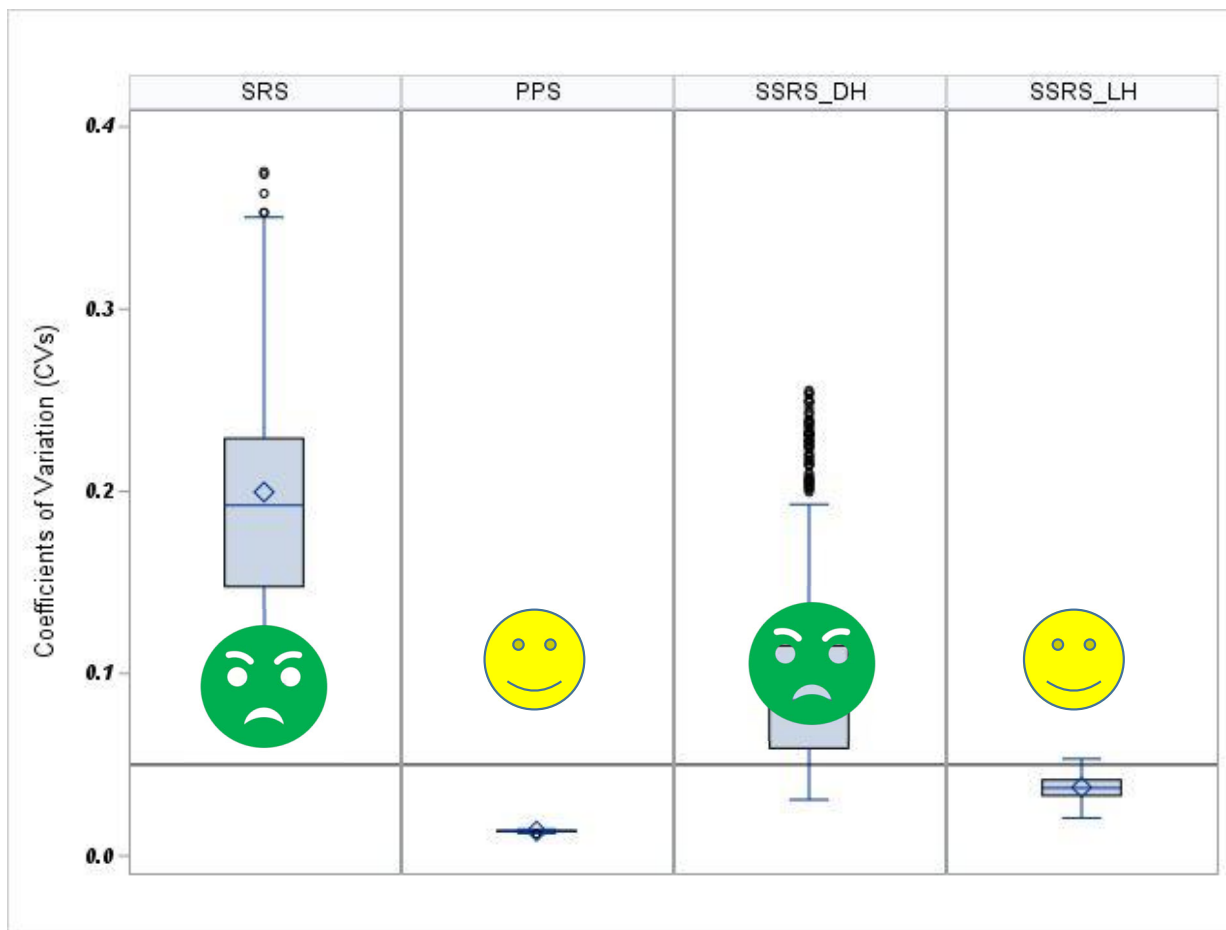 SRS PPS SSRS_DH SSRS_LH
0.4
0.3
0.2
0.1
0.0
Coefficients of Variation (CVs)